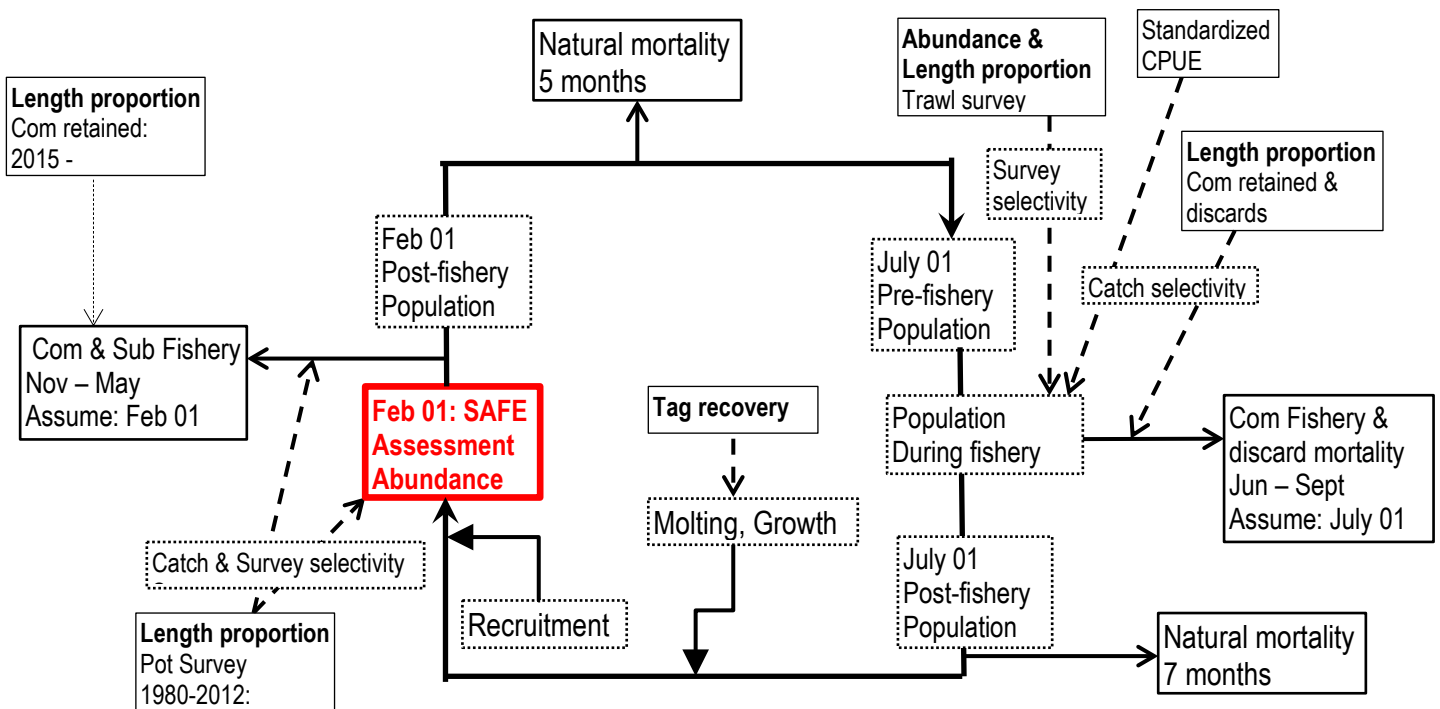 Natural mortality
5 months
Abundance &
Length proportion
Trawl survey
Standardized
CPUE
Length proportion
Com retained:
2015 -
Survey
selectivity
Length proportion
Com retained &
discards
Feb 01
Post-fishery
Population
July 01
Pre-fishery
Population
Catch selectivity
Com & Sub Fishery
Nov – May
Assume: Feb 01
Feb 01: SAFE
Assessment
Abundance
Tag recovery
Population
During fishery
Com Fishery &
discard mortality
Jun – Sept
Assume: July 01
Molting, Growth
Catch & Survey selectivity
July 01
Post-fishery
Population
Recruitment
Length proportion
Pot Survey
1980-2012:
Natural mortality
7 months